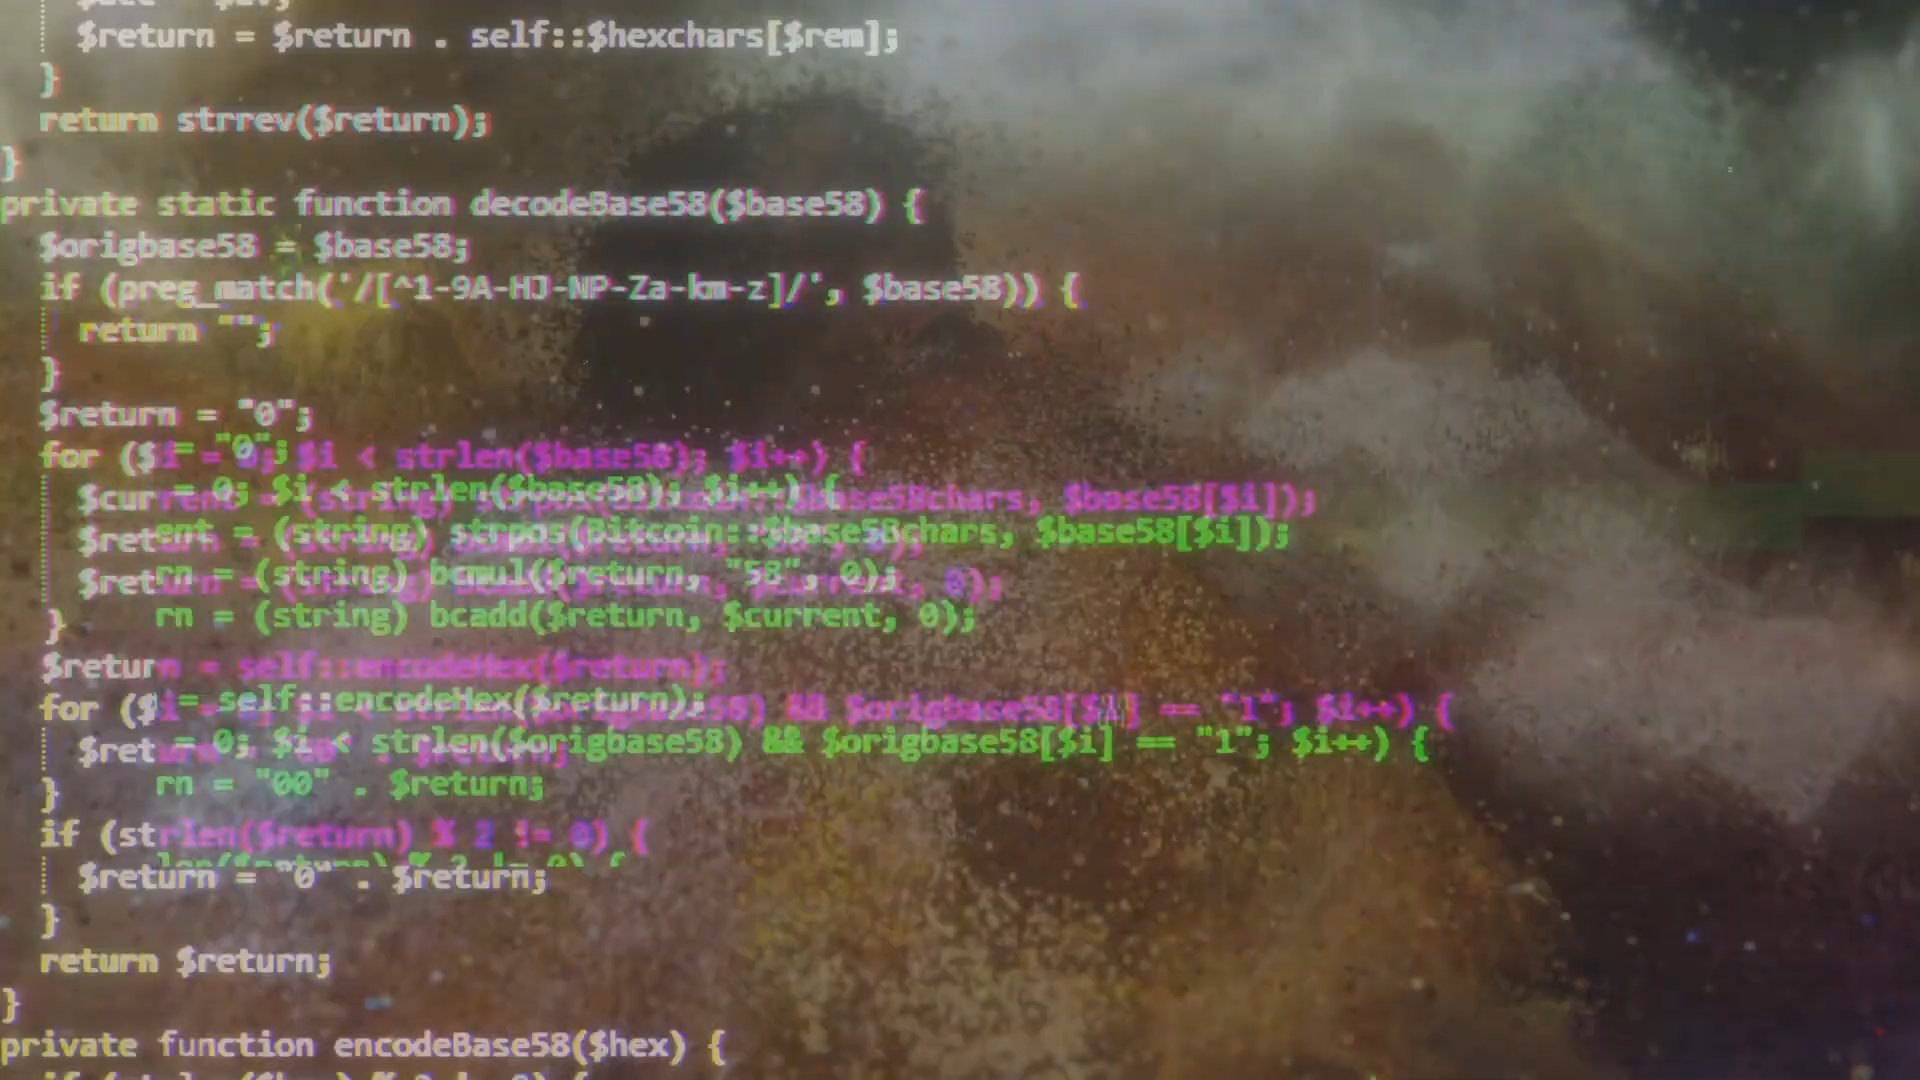 $return = $return . self::$hexchars[$rem];
}
return strrev($return);
}
private static function decodeBase58($base58) {
$origbase58 = $base58;
if (preg_match('/[^1-9A-HJ-NP-Za-km-z]/', $base58)) {
return "";
}
$return = "0";
for ($i = 0; $i < strlen($base58); $i++) {
$current = (string) strpos(Bitcoin::$base58chars, $base58[$i]);
$return = (string) bcmul($return, "58", 0);
$return = (string) bcadd($return, $current, 0);
}
$return = self::encodeHex($return);
for ($i = 0; $i < strlen($origbase58) && $origbase58[$i] == "1"; $i++) {
$return = "00" . $return;
}
if (strlen($return) % 2 != 0) {
$return = "0" . $return;
}
return $return;
}
private function encodeBase58($hex) {